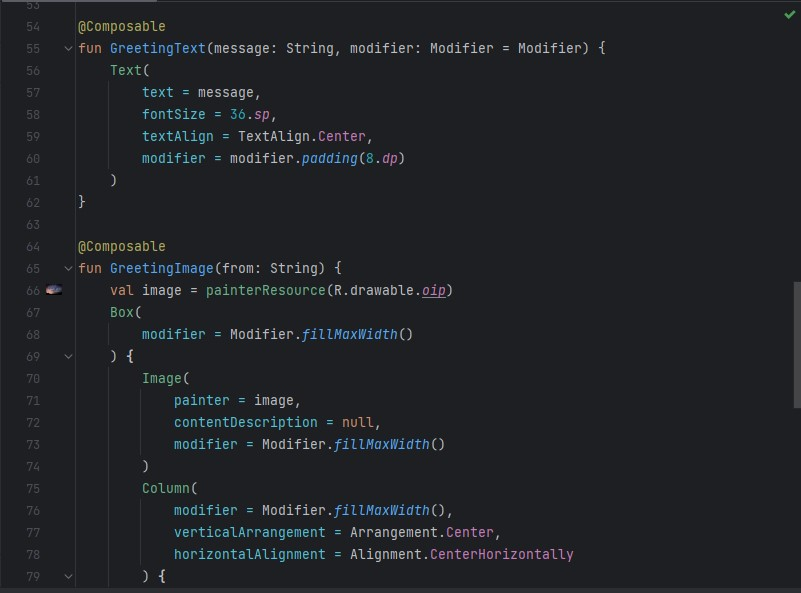 53
54 @Composable
55 fun GreetingText(message: String, modifier: Modifier = Modifier) {
56     Text(
57         text = message,
58         fontSize = 36.sp,
59         textAlign = TextAlign.Center,
60         modifier = modifier.padding(8.dp)
61     )
62 }
63
64 @Composable
65 fun GreetingImage(from: String) {
66     val image = painterResource(R.drawable.oip)
67     Box(
68         modifier = Modifier.fillMaxWidth()
69     ) {
70         Image(
71             painter = image,
72             contentDescription = null,
73             modifier = Modifier.fillMaxWidth()
74         )
75         Column(
76             modifier = Modifier.fillMaxWidth(),
77             verticalArrangement = Arrangement.Center,
78             horizontalAlignment = Alignment.CenterHorizontally
79         ) {